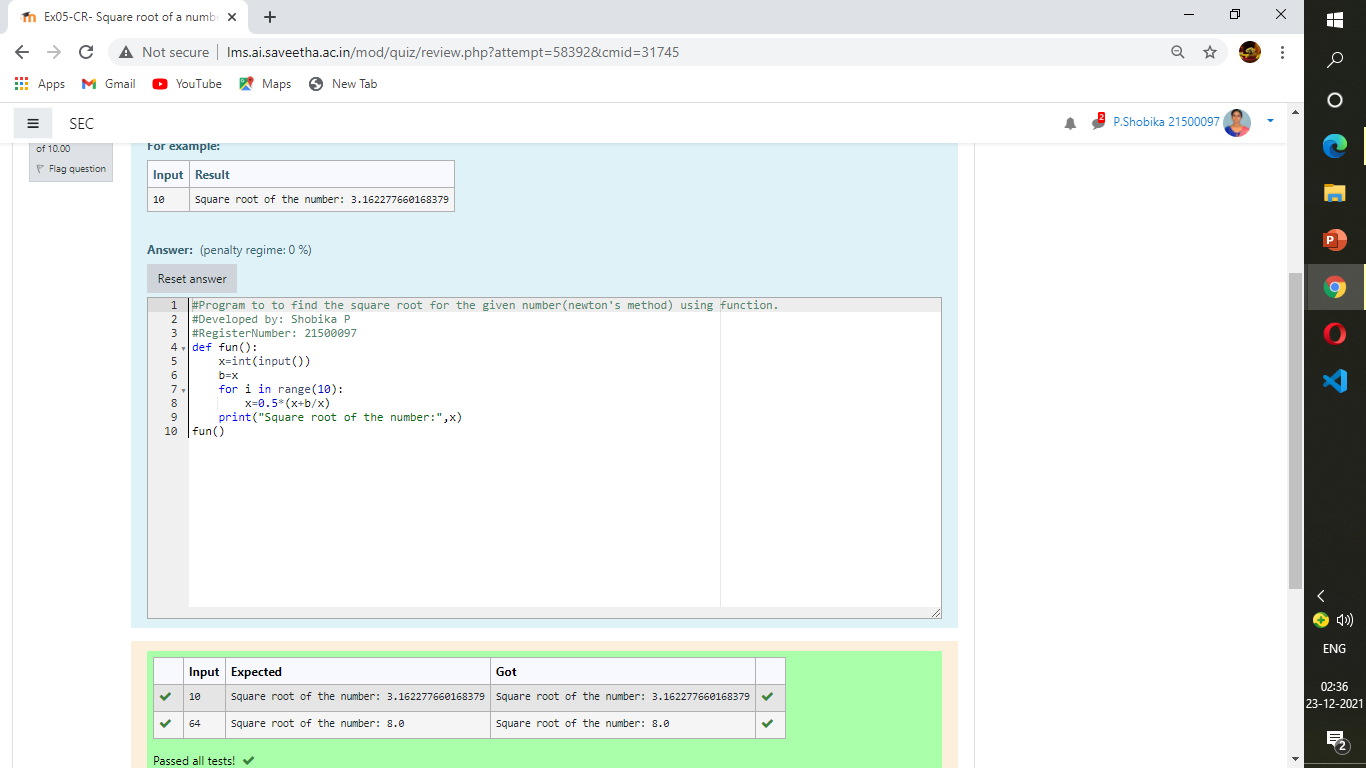 Ex05-CR- Square root of a numb
Not secure lms.ai.saveetha.ac.in/mod/quiz/review.php?attempt=58392&cmid=31745
Apps Gmail YouTube Maps New Tab
SEC 2 P.Shobika 21500097
of 10.00
Flag question
For example:
Input Result
10 Square root of the number: 3.162277660168379
Answer: (penalty regime: 0 %)
Reset answer
1 #Program to to find the square root for the given number(newton's method) using function.
2 #Developed by: Shobika P
3 #RegisterNumber: 21500097
4 def fun():
5 x=int(input())
6 b=x
7 for i in range(10):
8 x=0.5*(x+b/x)
9 print("Square root of the number:",x)
10 fun()
Input Expected Got
10 Square root of the number: 3.162277660168379 Square root of the number: 3.162277660168379
64 Square root of the number: 8.0 Square root of the number: 8.0
Passed all tests!
ENG
02:36
23-12-2021
2